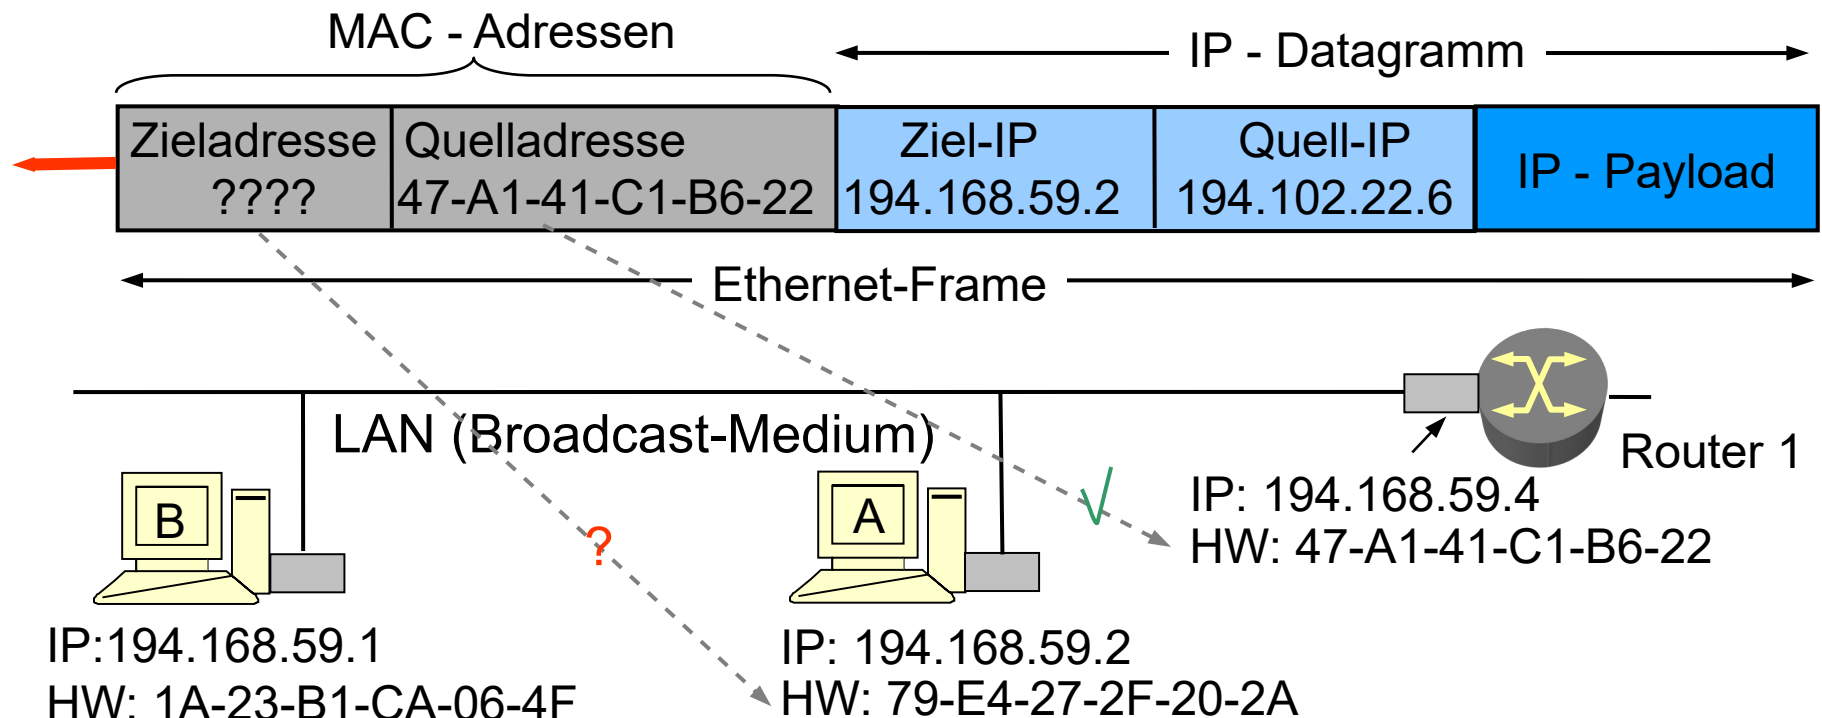 MAC - Adressen
IP - Datagramm
Zieladresse
????
Quelladresse
47-A1-41-C1-B6-22
Ziel-IP
194.168.59.2
Quell-IP
194.102.22.6
IP - Payload
Ethernet-Frame
LAN (Broadcast-Medium)
Router 1
B
A
?
IP: 194.168.59.4
HW: 47-A1-41-C1-B6-22
IP:194.168.59.1
HW: 1A-23-B1-CA-06-4F
IP: 194.168.59.2
HW: 79-E4-27-2F-20-2A